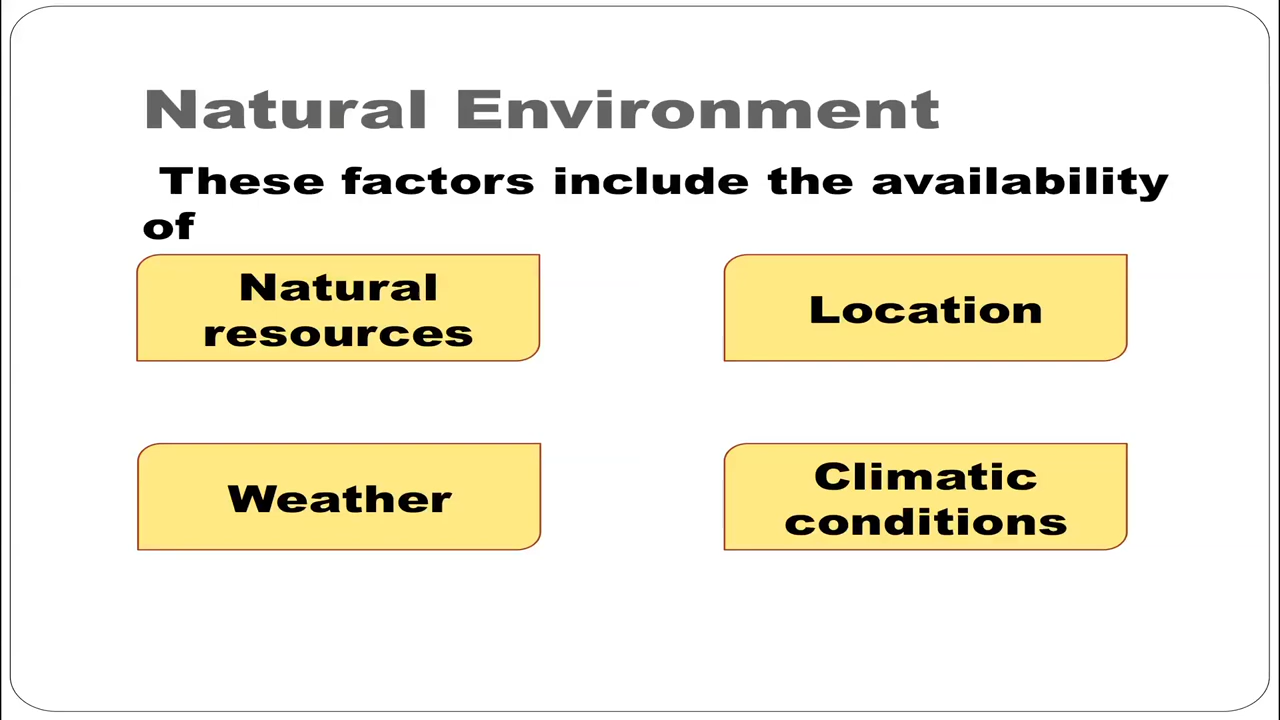 Natural Environment
These factors include the availability
of
Natural
resources
Location
Weather
Climatic
conditions